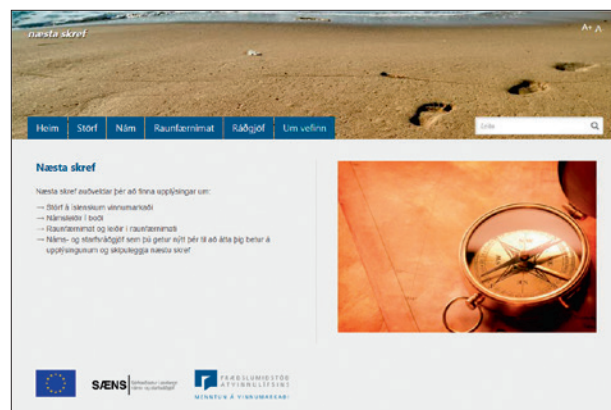 næsta skref
A+ A
Heim Störf Nám Raunfærnimat Ráðgjöf Um vefinn
Leita
Næsta skref
Næsta skref auðveldar þér að finna upplýsingar um:
→ Störf á íslenskum vinnumarkaði
→ Námsleiðir í boði
→ Raunfærnimat og leiðir í raunfærnimati
→ Náms- og starfsráðgjöf sem þú getur nýtt þér til að átta þig betur á
upplýsingunum og skipuleggja næsta skref
SÆNS
FRÆÐSLUMIÐSTÖÐ
ATVINNULÍFSINS
MENNTUN Á VINNUMARKAÐI